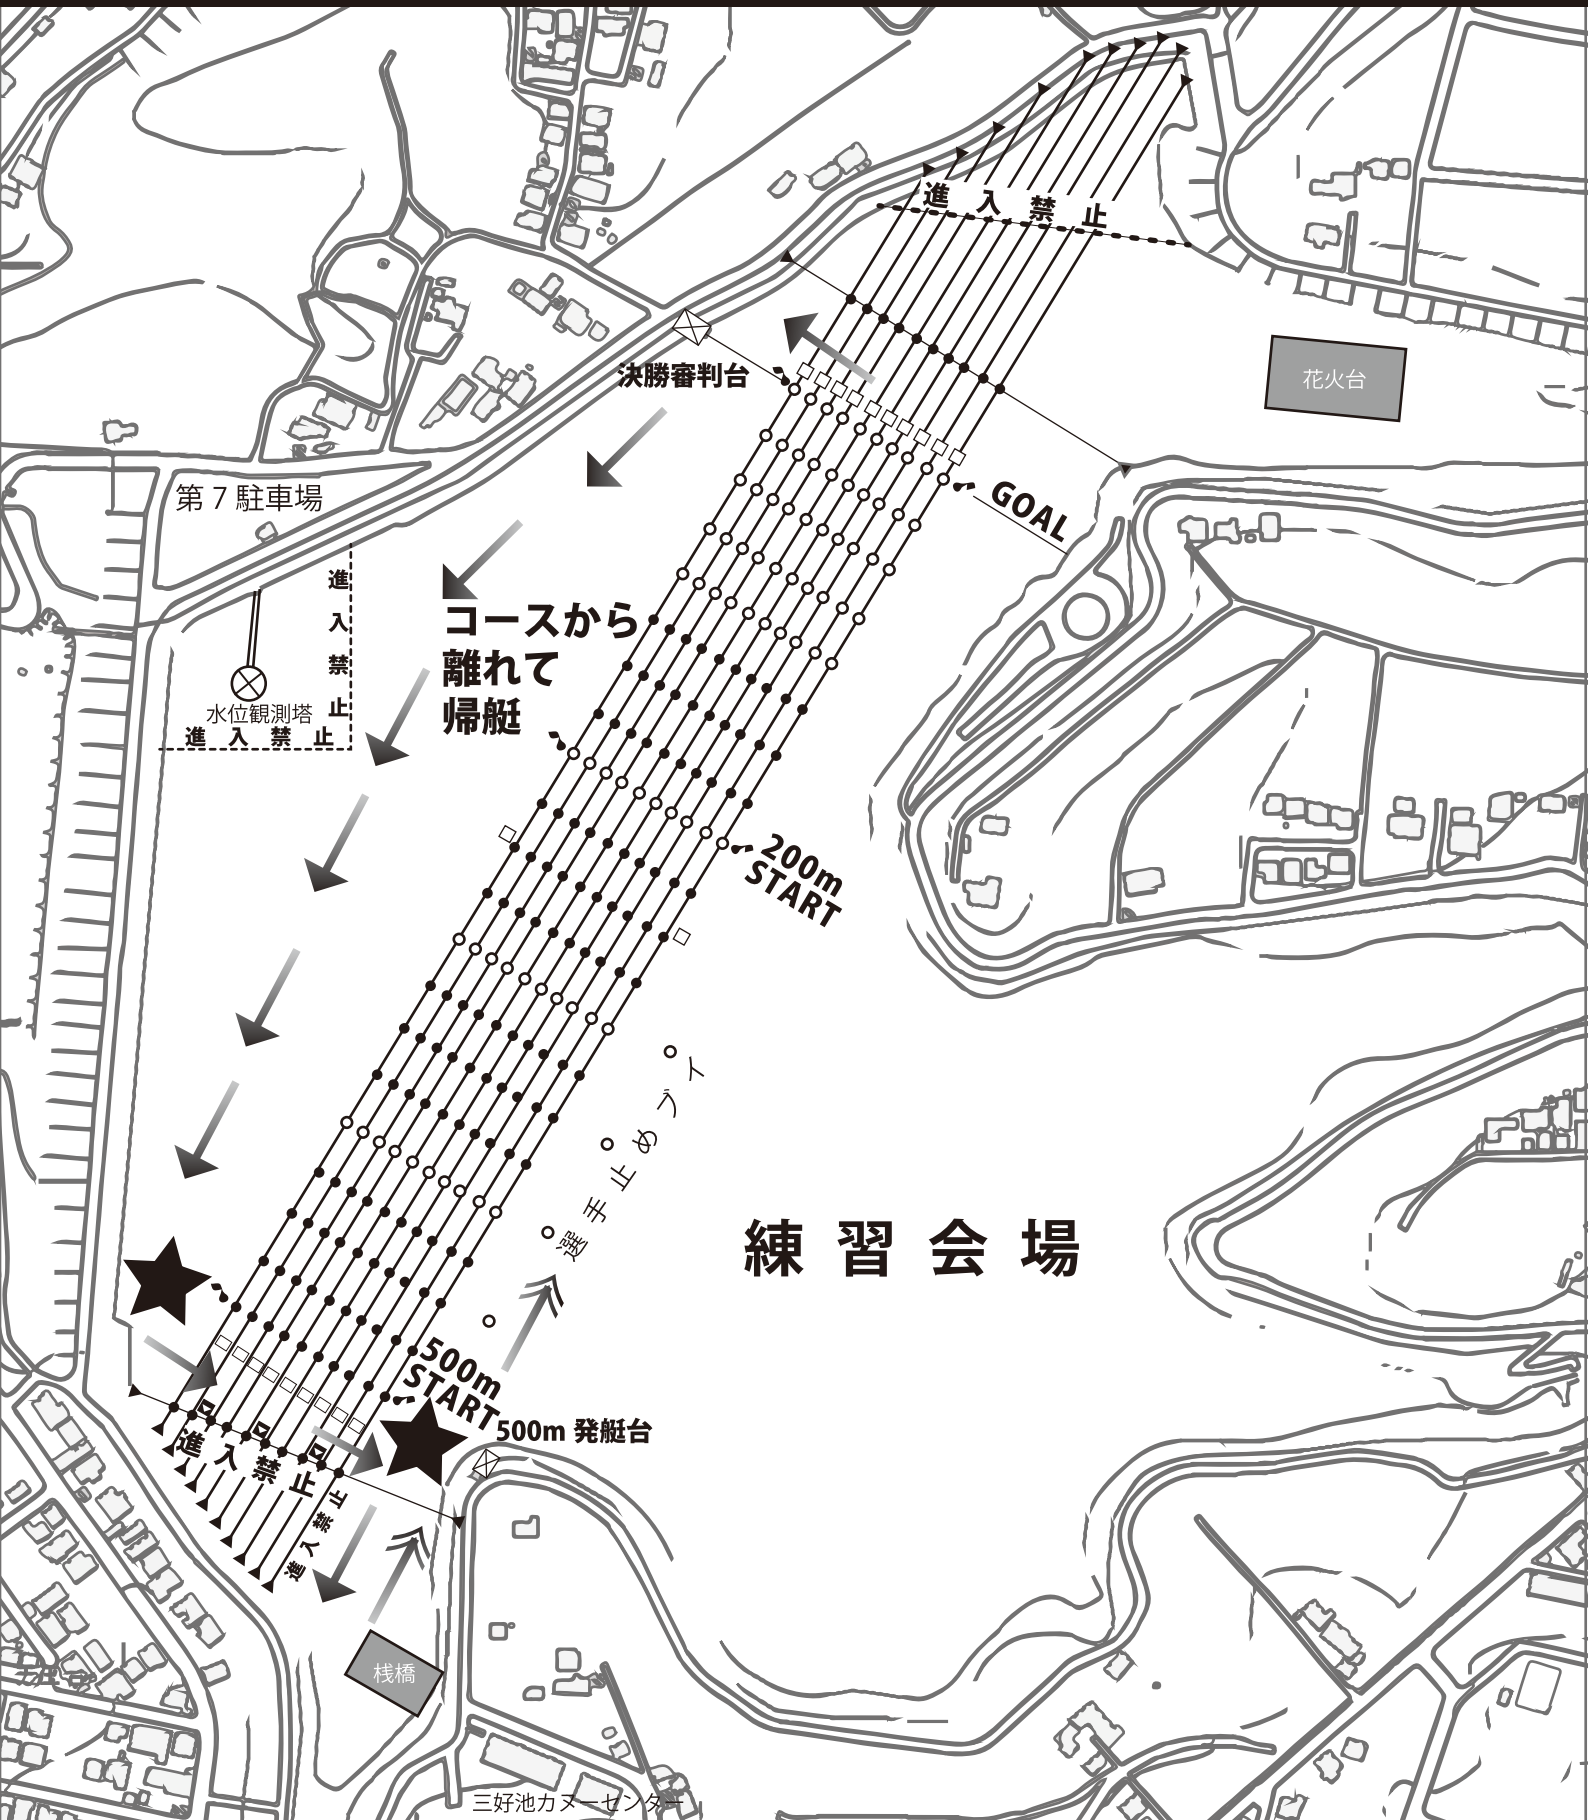 進入禁止
決勝審判台
花火台
GOAL
第7駐車場
進入禁止
水位観測塔
進入禁止
コースから
離れて
帰艇
200m
START
選手止めブイ
練習会場
500m
START
500m 発艇台
進入禁止
進入禁止
桟橋
三好池カヌーセンター